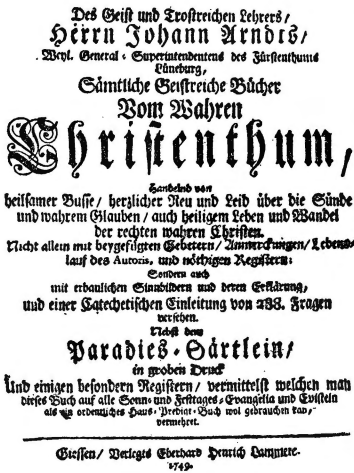 Des Geist und Trostreichen Lehrers/
Herrn Johann Arndts/
Weyl. General-Superintendentens des Fürstenthums
Lüneburg,
Sämtliche Geistreiche Bücher
Vom Wahren
Christenthum,
Handelnd von
heilsamer Busse/ herzlicher Reu und Leid über die Sünde
und wahrem Glauben/ auch heiligem Leben und Wandel
der rechten wahren Christen.
Nicht allein mit beygefügten Gebetern/ Anmerckungen/ Lebens-
lauf des Autoris, und nöthigen Registern;
Sondern auch
mit erbaulichen Sinnbildern und deren Erklärung,
und einer Catechetischen Einleitung von 288. Fragen
versehen.
Nebst dem
Paradies-Gärtlein/
in groben Druck
Und einigen besondern Registern/ vermittelst welchen man
dieses Buch auf alle Sonn- und Festtages-Evangelia und Episteln
als ein ordentliches Haus-Predigt-Buch wol gebrauchen kan/
vermehret.
Giessen/ Verlegts Eberhard Henrich Lammere.
1749.